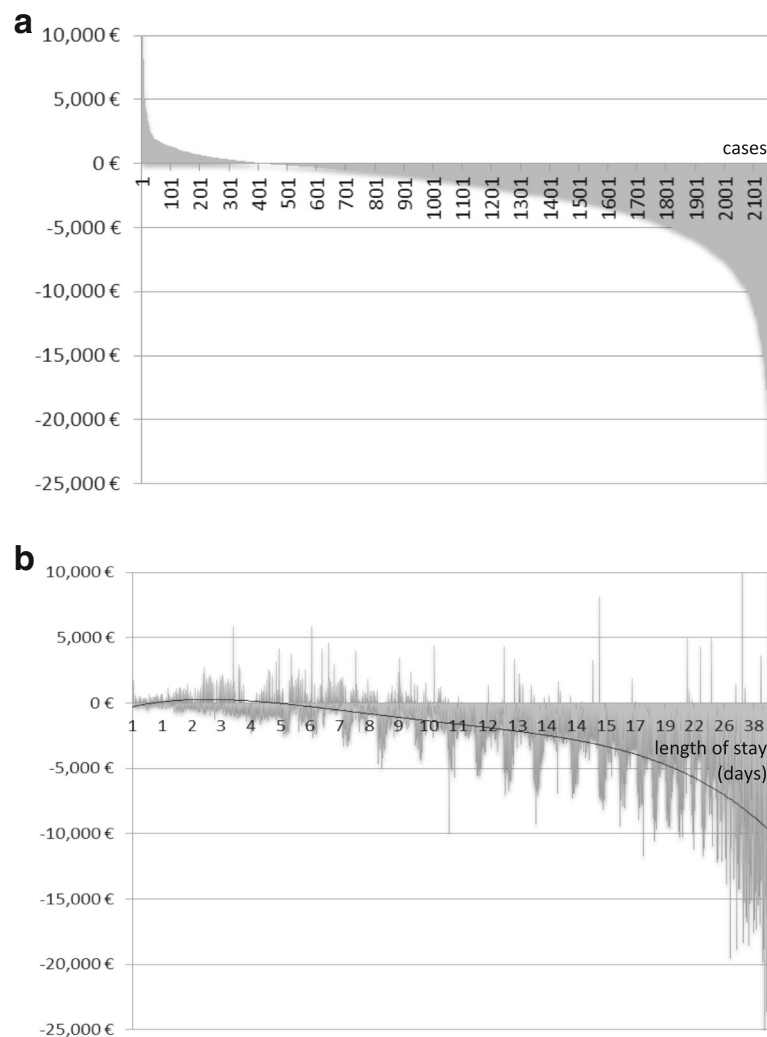 a
10,000 €
5,000 €
0 €
-5,000 €
-10,000 €
-15,000 €
-20,000 €
-25,000 €
cases
1 101 201 301 401 501 601 701 801 901 1001 1101 1201 1301 1401 1501 1601 1701 1801 1901 2001 2101
b
10,000 €
5,000 €
0 €
-5,000 €
-10,000 €
-15,000 €
-20,000 €
-25,000 €
1 1 2 3 4 5 6 7 8 9 10 11 12 13 14 14 15 17 19 22 26 38
length of stay
(days)